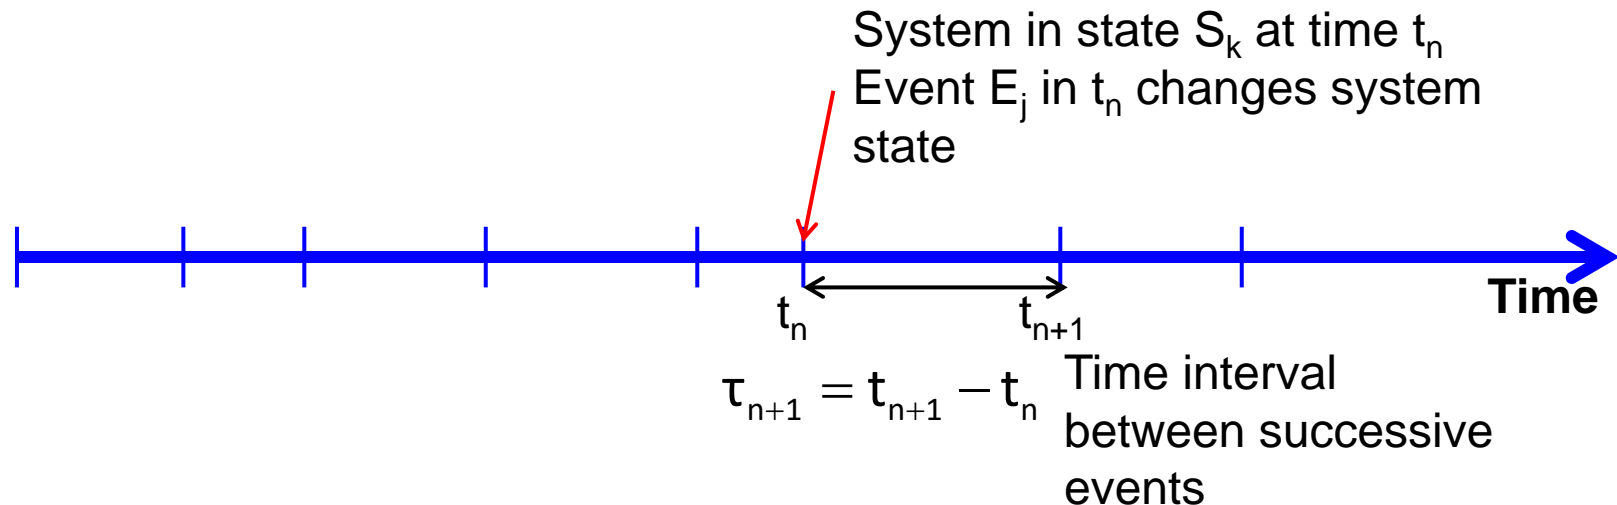 System in state Sₖ at time tₙ
Event Eⱼ in tₙ changes system
state
Time
tₙ
tₙ₊₁
τₙ₊₁ = tₙ₊₁ − tₙ
Time interval
between successive
events